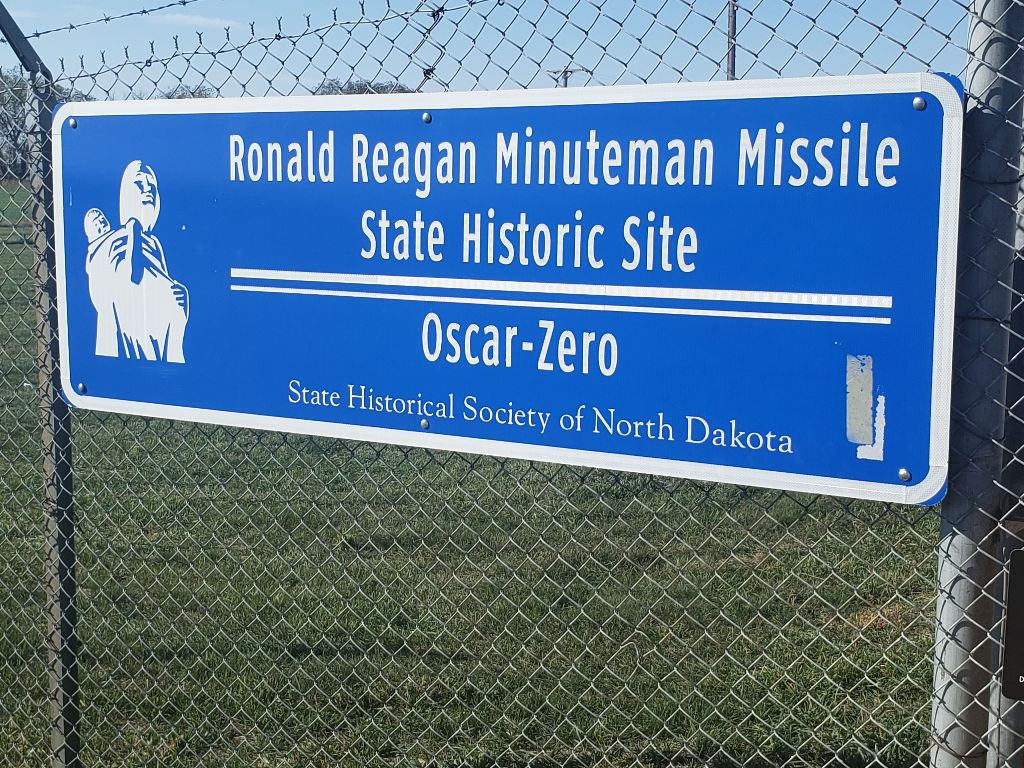 Ronald Reagan Minuteman Missile
State Historic Site
Oscar-Zero
State Historical Society of North Dakota